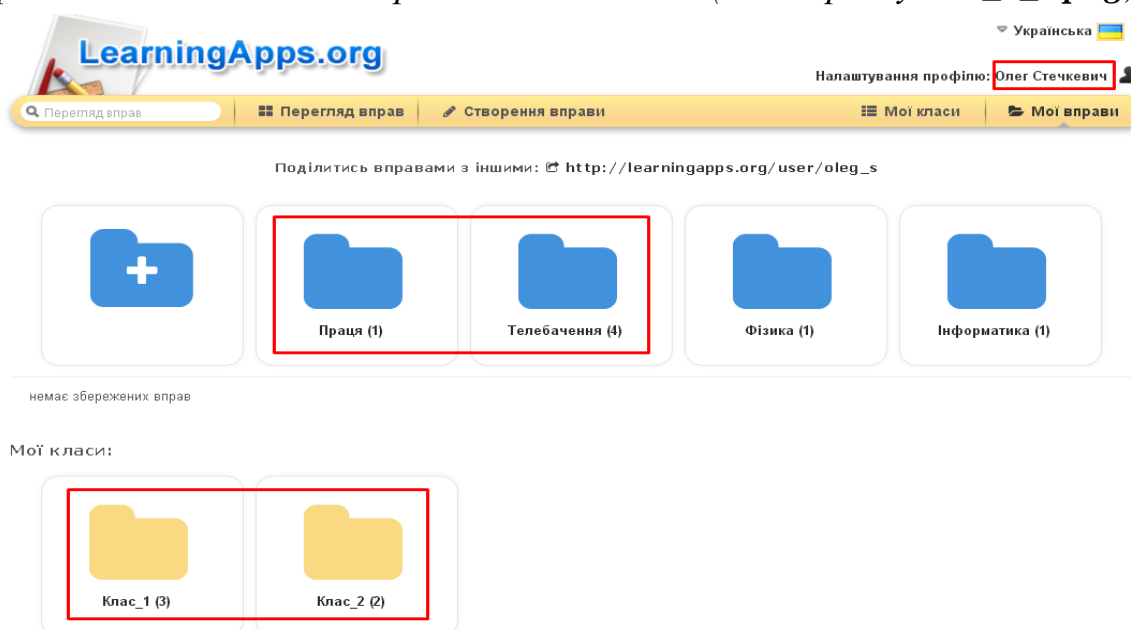 LearningApps.org
Українська
Налаштування профілю: Олег Стечкевич
Перегляд вправ
Перегляд вправ
Створення вправи
Мої класи
Мої вправи
Поділитись вправами з іншими: http://learningapps.org/user/oleg_s
Праця (1)
Телебачення (4)
Фізика (1)
Інформатика (1)
немає збережених вправ
Мої класи:
Клас_1 (3)
Клас_2 (2)